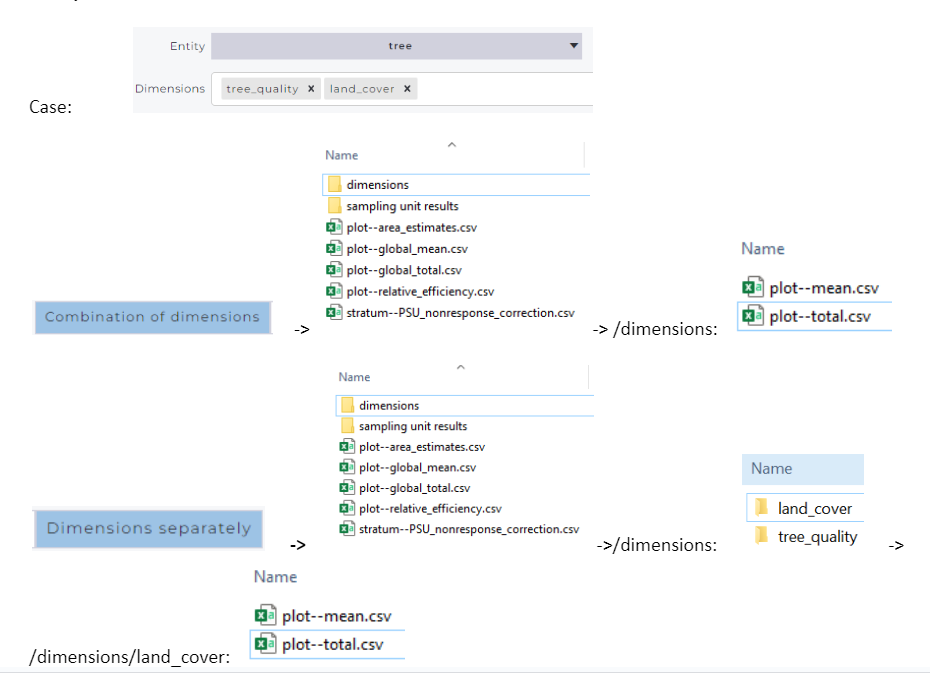 Entity tree
Dimensions tree_quality x land_cover x
Case:
Name
dimensions
sampling unit results
plot--area_estimates.csv
plot--global_mean.csv
plot--global_total.csv
plot--relative_efficiency.csv
stratum--PSU_nonresponse_correction.csv
Combination of dimensions
->
-> /dimensions:
Name
plot--mean.csv
plot--total.csv
Name
dimensions
sampling unit results
plot--area_estimates.csv
plot--global_mean.csv
plot--global_total.csv
plot--relative_efficiency.csv
stratum--PSU_nonresponse_correction.csv
Dimensions separately
->
->/dimensions:
Name
land_cover
tree_quality
->
Name
plot--mean.csv
plot--total.csv
/dimensions/land_cover: